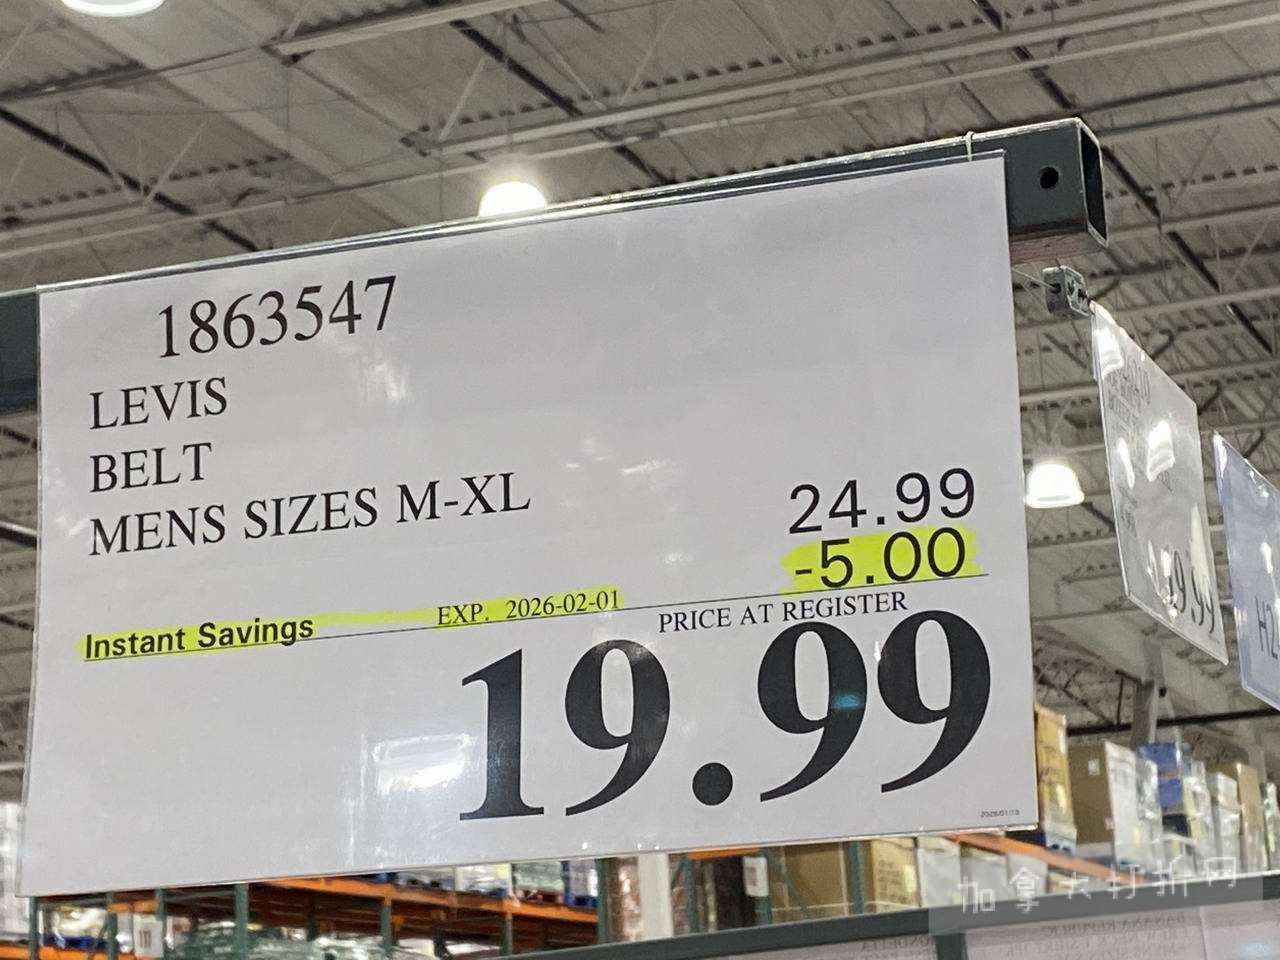 1863547
LEVIS
BELT
MENS SIZES M-XL
24.99
-5.00
Instant Savings EXP. 2026-02-01
PRICE AT REGISTER
19.99
加拿大打折网